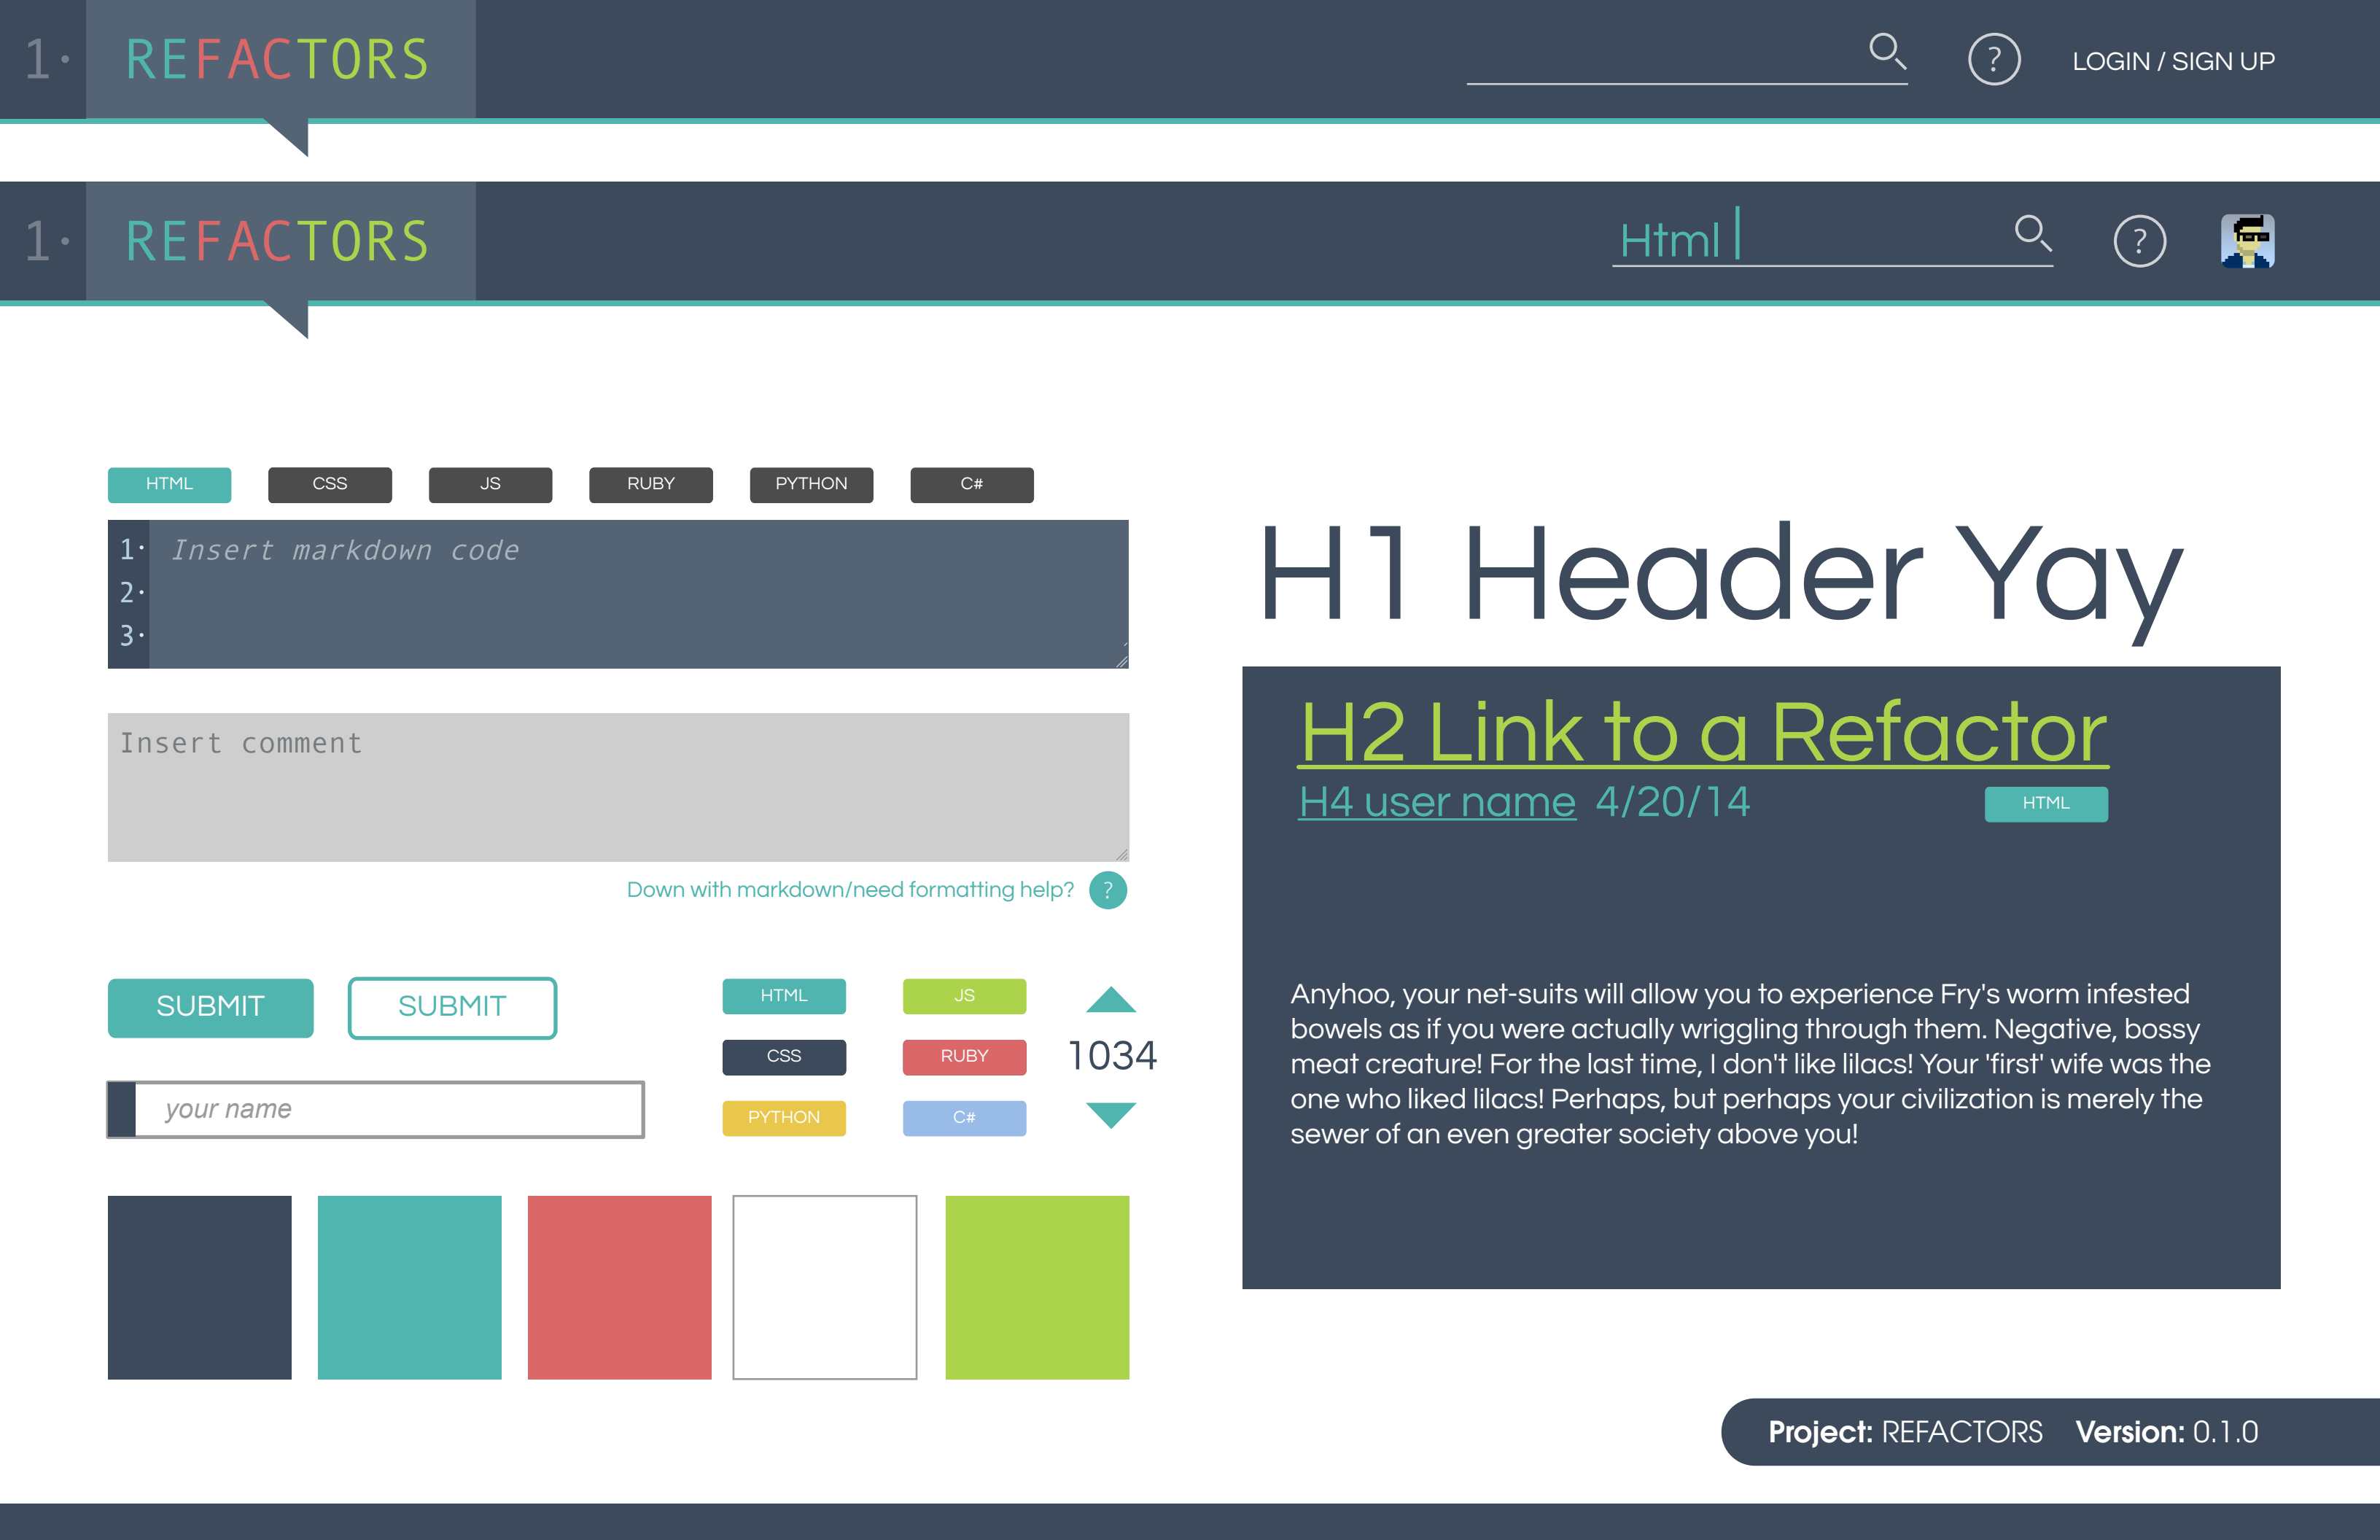 1· REFACTORS ? LOGIN / SIGN UP
1· REFACTORS Html ?
HTML CSS JS RUBY PYTHON C#
1· Insert markdown code
2·
3·
Insert comment
Down with markdown/need formatting help? ?
SUBMIT SUBMIT
your name
HTML JS
CSS RUBY
PYTHON C#
1034
H1 Header Yay
H2 Link to a Refactor
H4 user name 4/20/14 HTML
Anyhoo, your net-suits will allow you to experience Fry's worm infested
bowels as if you were actually wriggling through them. Negative, bossy
meat creature! For the last time, I don't like lilacs! Your 'first' wife was the
one who liked lilacs! Perhaps, but perhaps your civilization is merely the
sewer of an even greater society above you!
Project: REFACTORS Version: 0.1.0